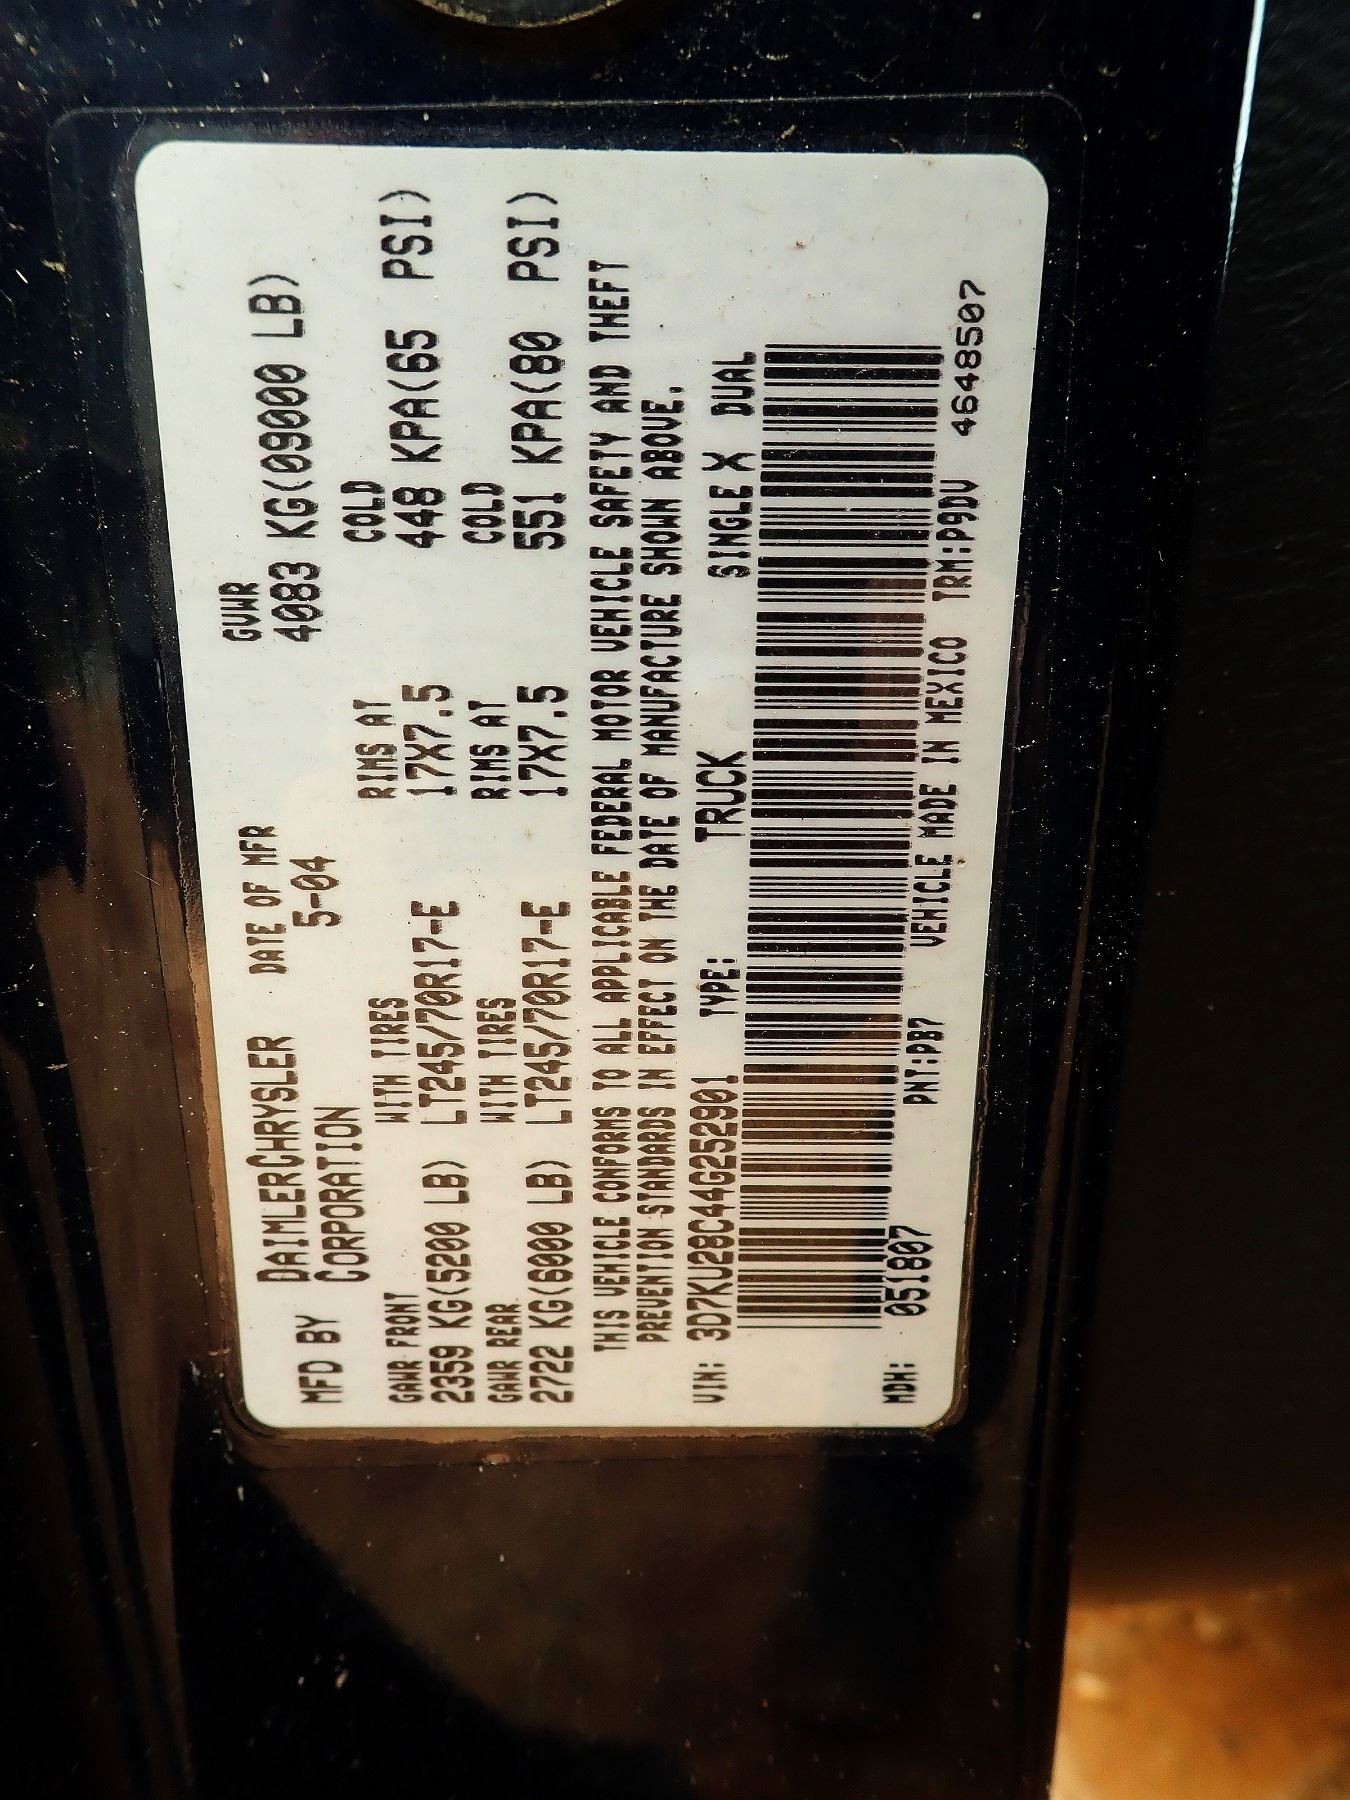 MFD BY DAIMLERCHRYSLER DATE OF MFR GVWR
CORPORATION 5-04 4083 KG(09000 LB)
GAWR FRONT WITH TIRES RIMS AT COLD
2359 KG(5200 LB) LT245/70R17-E 17X7.5 448 KPA(65 PSI)
GAWR REAR WITH TIRES RIMS AT COLD
2722 KG(6000 LB) LT245/70R17-E 17X7.5 551 KPA(80 PSI)
THIS VEHICLE CONFORMS TO ALL APPLICABLE FEDERAL MOTOR VEHICLE SAFETY AND THEFT
PREVENTION STANDARDS IN EFFECT ON THE DATE OF MANUFACTURE SHOWN ABOVE.
VIN: 3D7KU28C44G252901 TYPE: TRUCK SINGLE X DUAL
MDH: 051807 PNT:PB7 VEHICLE MADE IN MEXICO TRM:P9DV 4648507